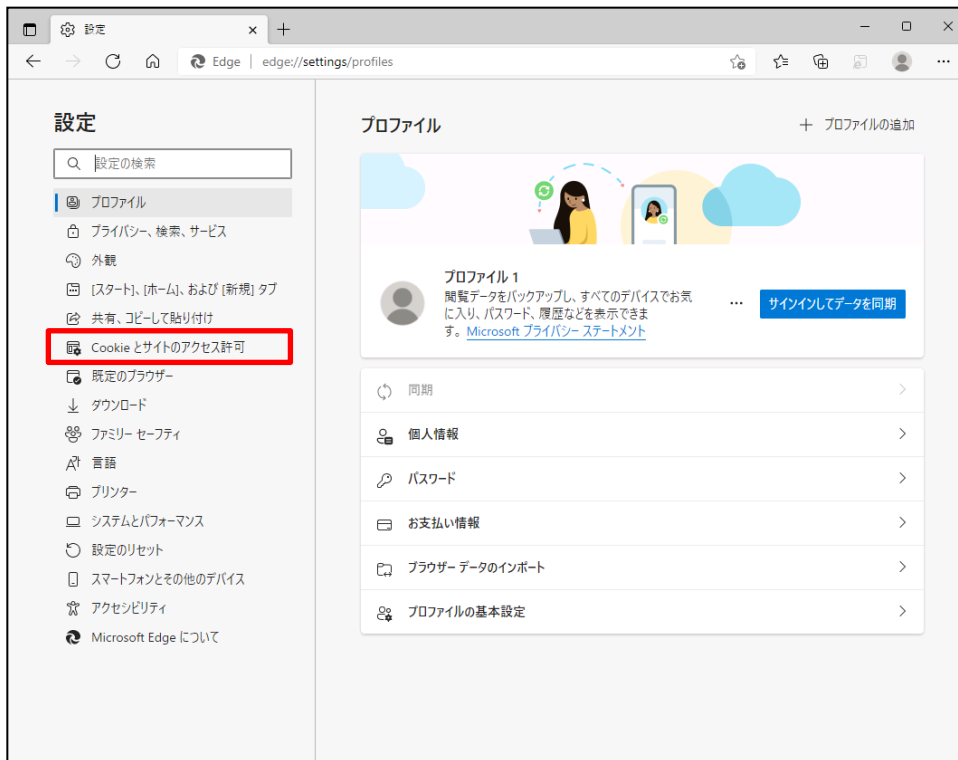 設定
Edge | edge://settings/profiles
設定
設定の検索
プロファイル
プライバシー、検索、サービス
外観
[スタート]、[ホーム]、および [新規] タブ
共有、コピーして貼り付け
Cookie とサイトのアクセス許可
既定のブラウザー
ダウンロード
ファミリー セーフティ
言語
プリンター
システムとパフォーマンス
設定のリセット
スマートフォンとその他のデバイス
アクセシビリティ
Microsoft Edge について
プロファイル
プロファイルの追加
プロファイル 1
閲覧データをバックアップし、すべてのデバイスでお気
に入り、パスワード、履歴などを表示できま
す。Microsoft プライバシー ステートメント
サインインしてデータを同期
同期
個人情報
パスワード
お支払い情報
ブラウザー データのインポート
プロファイルの基本設定